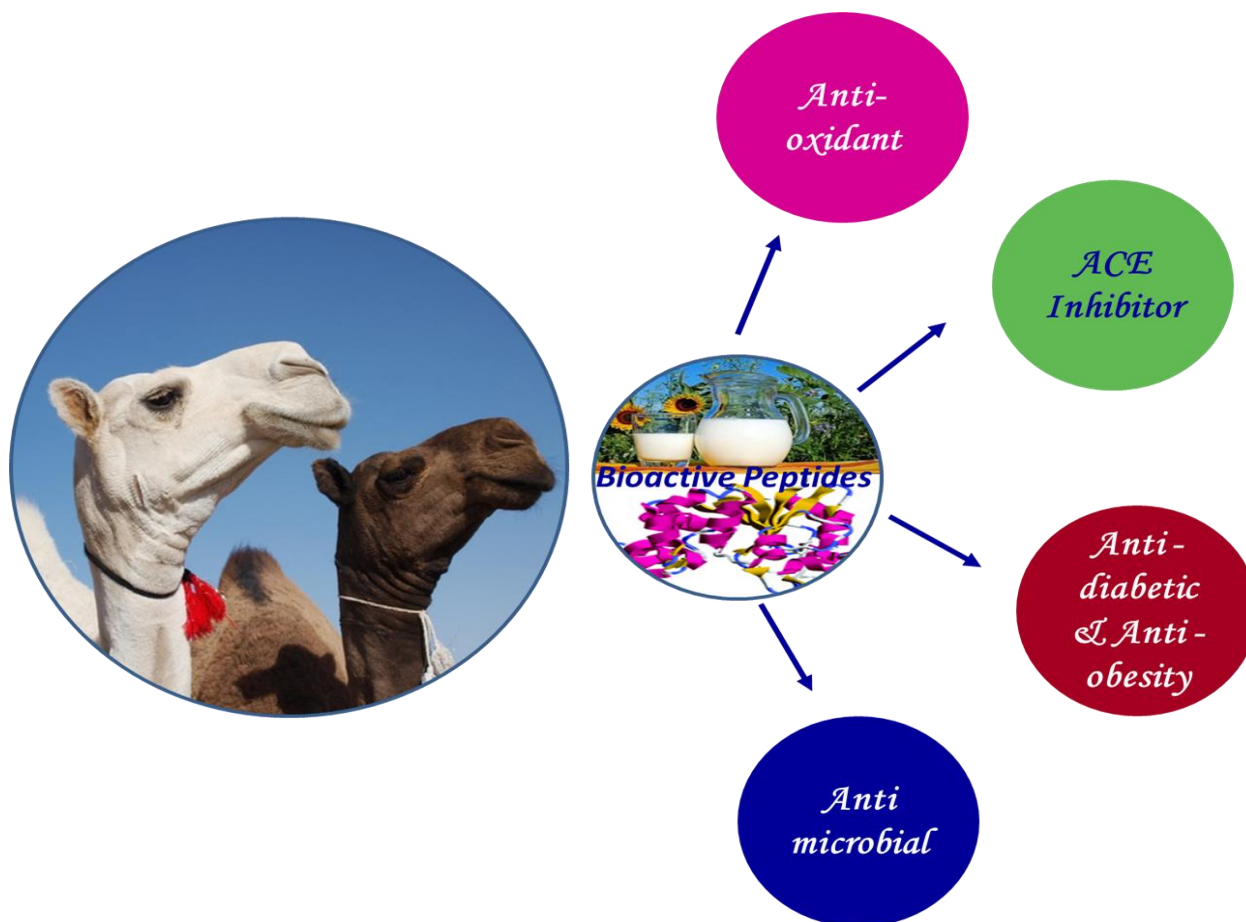 Anti-
oxidant
ACE
Inhibitor
Bioactive Peptides
Anti-
diabetic
& Anti-
obesity
Anti
microbial